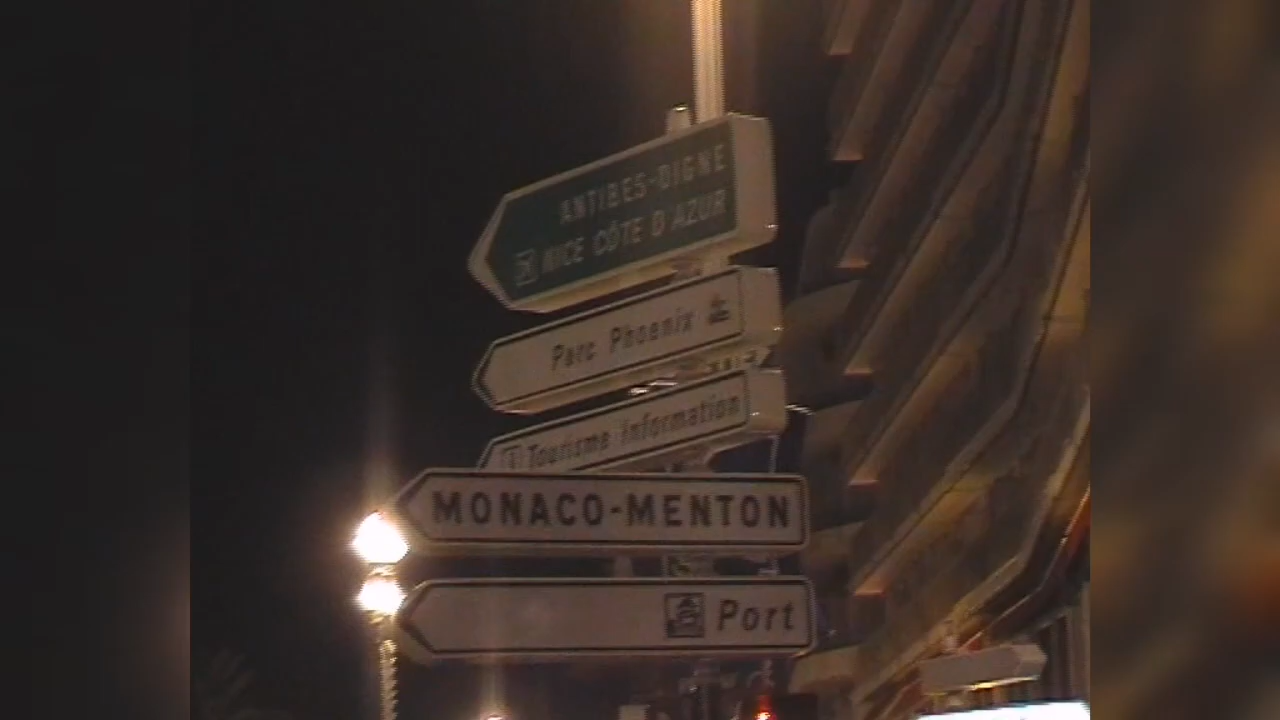 ANTIBES-DIGNE
NICE CÔTE D'AZUR
Parc Phoenix
i Tourisme Information
MONACO-MENTON
Port